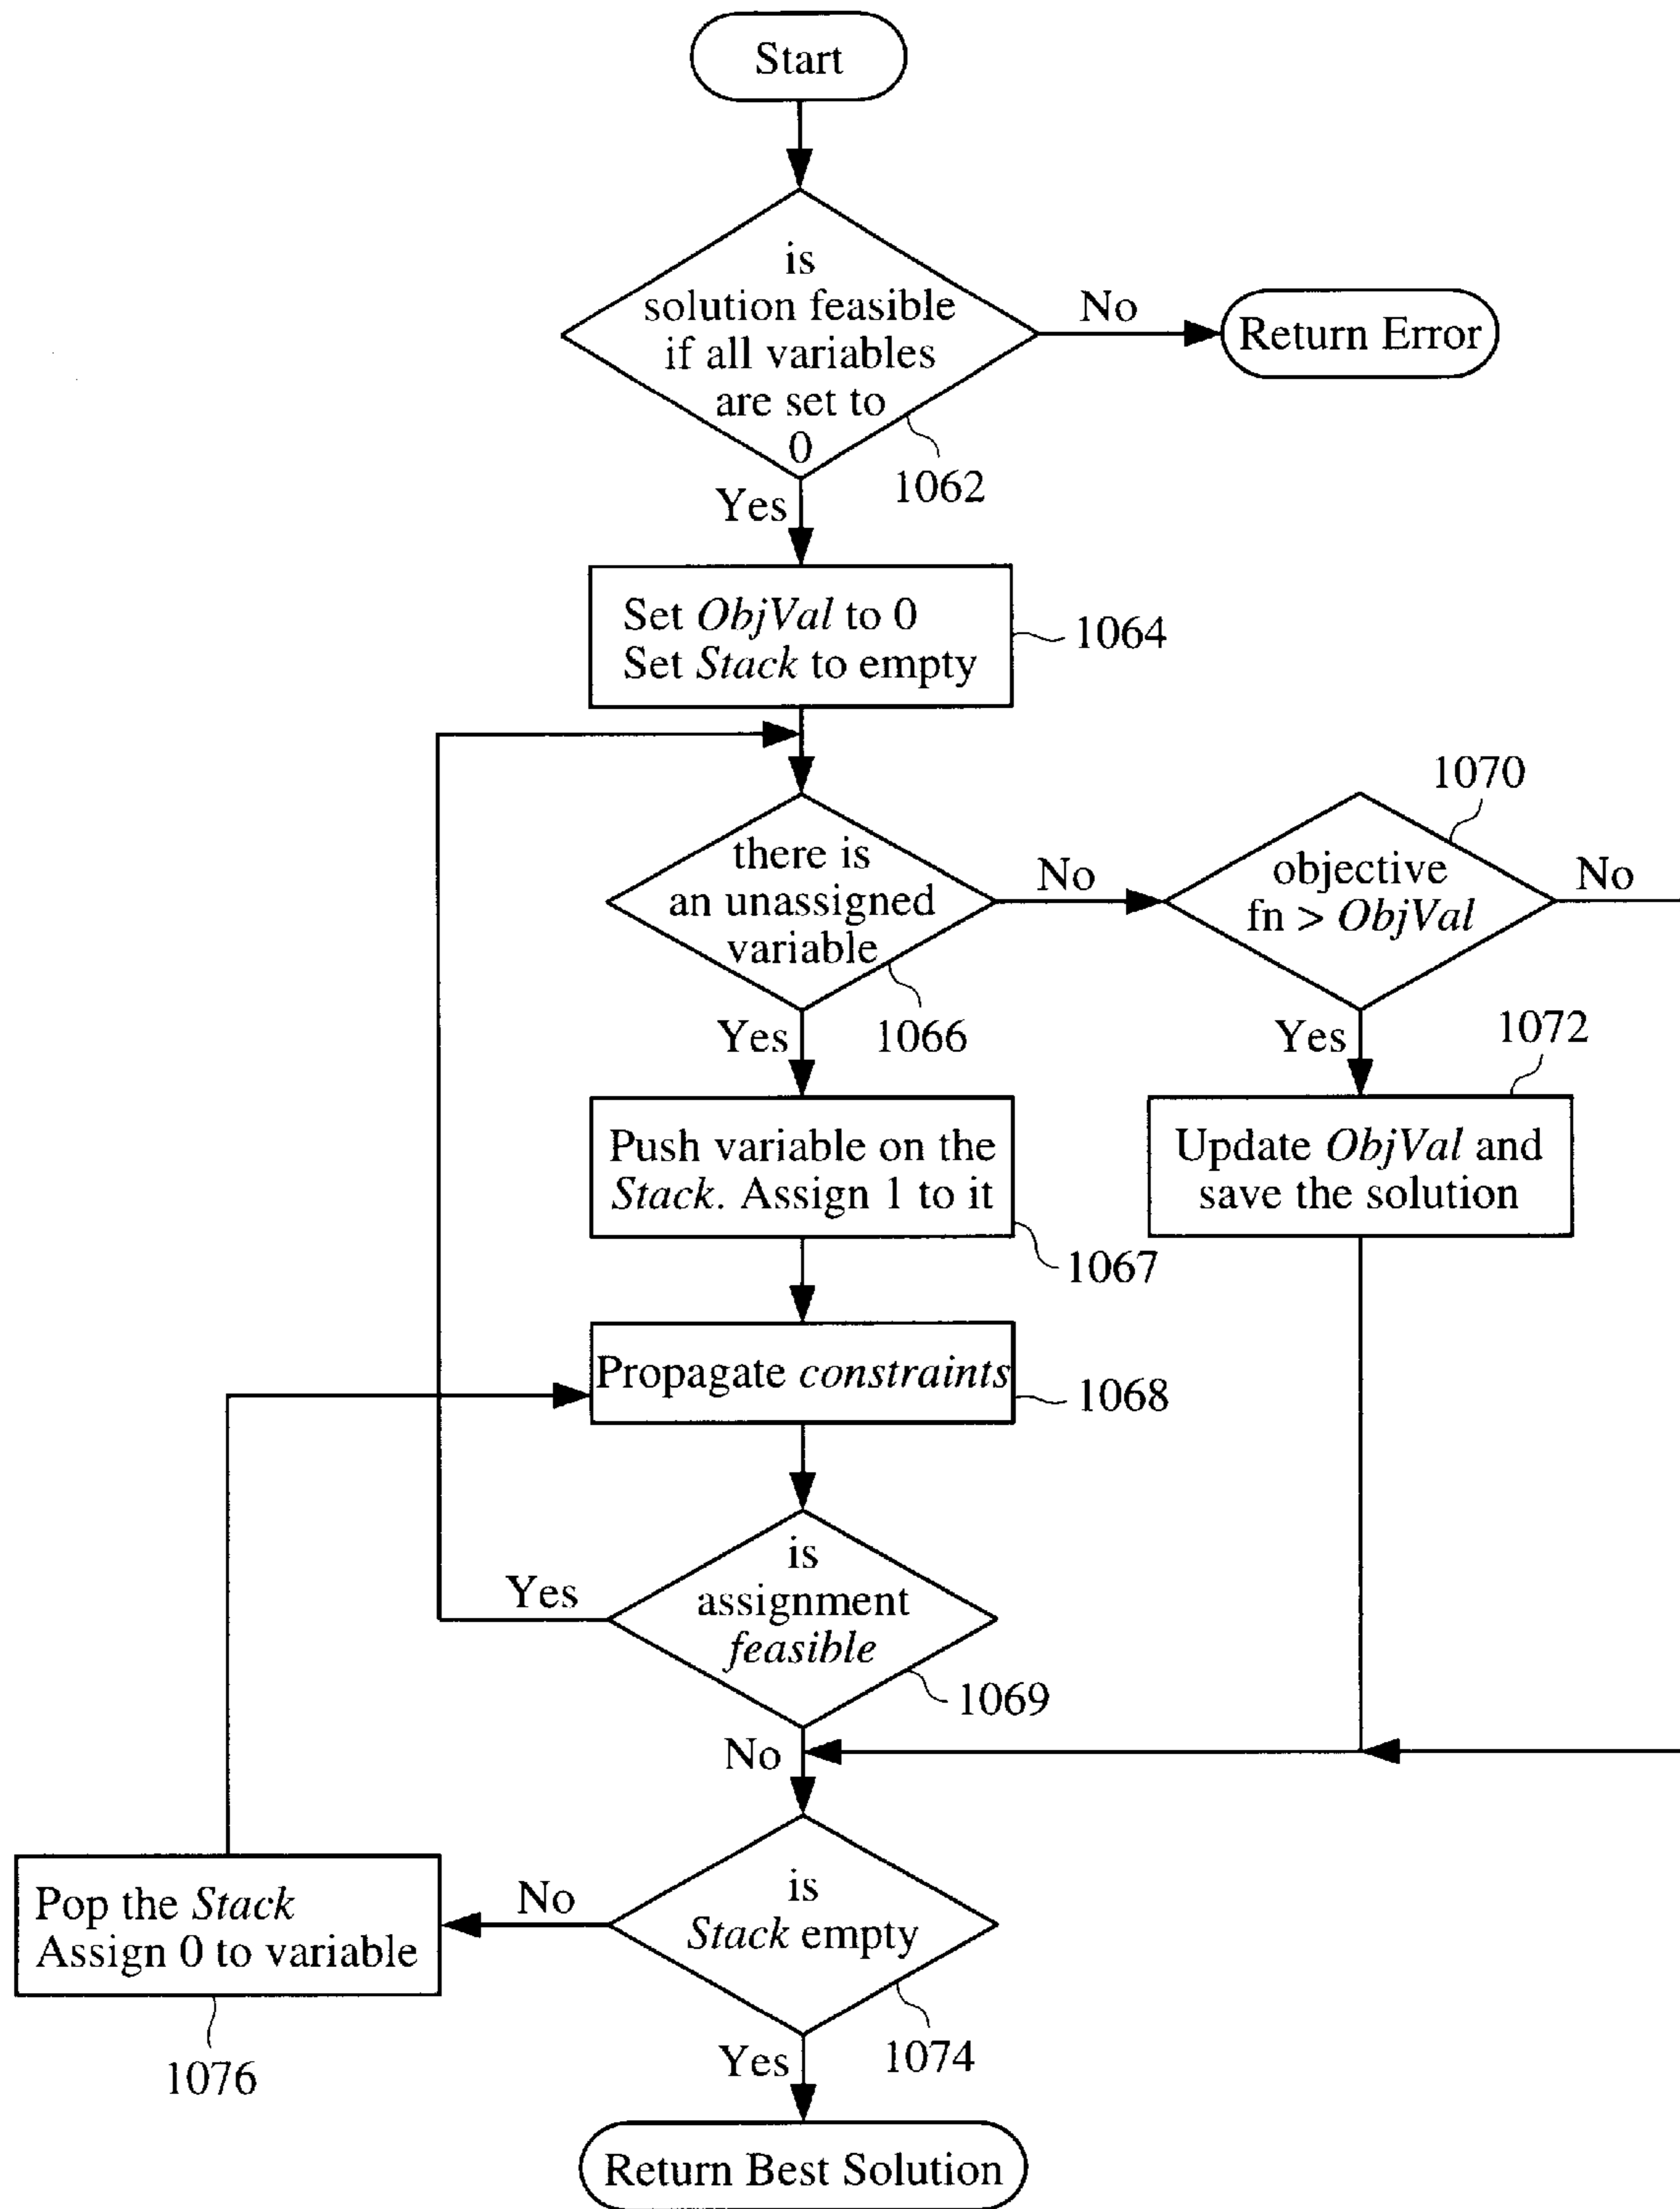 Start
is
solution feasible
if all variables
are set to
0
No
Return Error
1062
Yes
Set ObjVal to 0
Set Stack to empty
1064
there is
an unassigned
variable
1066
No
1070
objective
fn > ObjVal
No
Yes
Yes
1072
Push variable on the
Stack. Assign 1 to it
1067
Update ObjVal and
save the solution
Propagate constraints
1068
is
assignment
feasible
1069
Yes
No
is
Stack empty
1074
No
Pop the Stack
Assign 0 to variable
1076
Yes
Return Best Solution